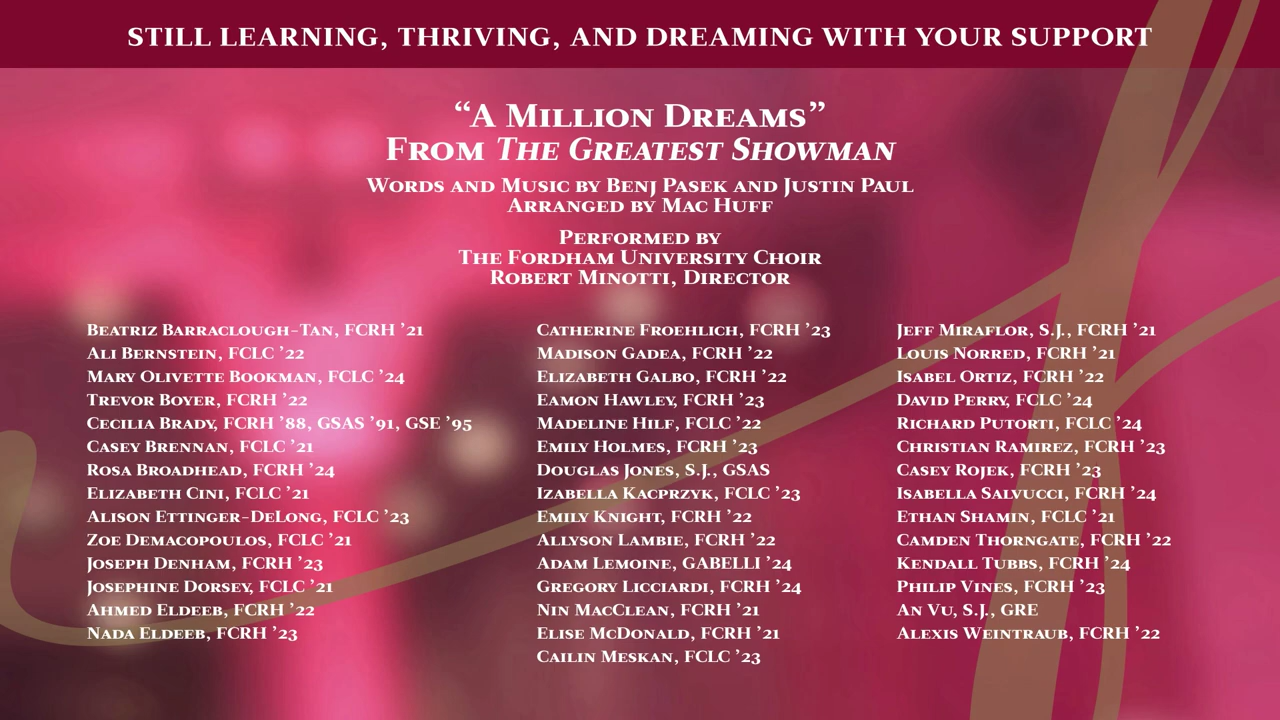 STILL LEARNING, THRIVING, AND DREAMING WITH YOUR SUPPORT
“A Million Dreams”
From The Greatest Showman
Words and Music by Benj Pasek and Justin Paul
Arranged by Mac Huff
Performed by
The Fordham University Choir
Robert Minotti, Director
Beatriz Barraclough-Tan, FCRH ’21
Ali Bernstein, FCLC ’22
Mary Olivette Bookman, FCLC ’24
Trevor Boyer, FCRH ’22
Cecilia Brady, FCRH ’88, GSAS ’91, GSE ’95
Casey Brennan, FCLC ’21
Rosa Broadhead, FCRH ’24
Elizabeth Cini, FCLC ’21
Alison Ettinger-DeLong, FCLC ’23
Zoe Demacopoulos, FCLC ’21
Joseph Denham, FCRH ’23
Josephine Dorsey, FCLC ’21
Ahmed Eldeeb, FCRH ’22
Nada Eldeeb, FCRH ’23
Catherine Froehlich, FCRH ’23
Madison Gadea, FCRH ’22
Elizabeth Galbo, FCRH ’22
Eamon Hawley, FCRH ’23
Madeline Hilf, FCLC ’22
Emily Holmes, FCRH ’23
Douglas Jones, S.J., GSAS
Izabella Kacprzyk, FCLC ’23
Emily Knight, FCRH ’22
Allyson Lambie, FCRH ’22
Adam Lemoine, GABELLI ’24
Gregory Licciardi, FCRH ’24
Nin MacClean, FCRH ’21
Elise McDonald, FCRH ’21
Cailin Meskan, FCLC ’23
Jeff Miraflor, S.J., FCRH ’21
Louis Norred, FCRH ’21
Isabel Ortiz, FCRH ’22
David Perry, FCLC ’24
Richard Putorti, FCLC ’24
Christian Ramirez, FCRH ’23
Casey Rojek, FCRH ’23
Isabella Salvucci, FCRH ’24
Ethan Shamin, FCLC ’21
Camden Thorngate, FCRH ’22
Kendall Tubbs, FCRH ’24
Philip Vines, FCRH ’23
An Vu, S.J., GRE
Alexis Weintraub, FCRH ’22